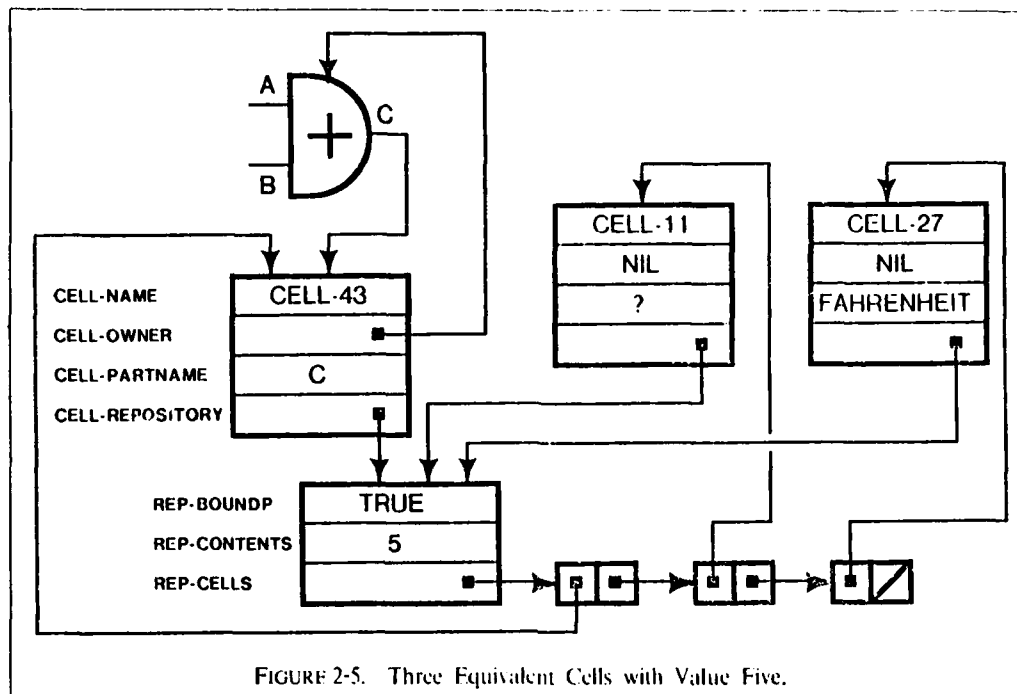 A
C
B
CELL-11
CELL-27
NIL
NIL
?
FAHRENHEIT
CELL-NAME
CELL-43
CELL-OWNER
CELL-PARTNAME
C
CELL-REPOSITORY
REP-BOUNDP
TRUE
REP-CONTENTS
5
REP-CELLS
FIGURE 2-5. Three Equivalent Cells with Value Five.